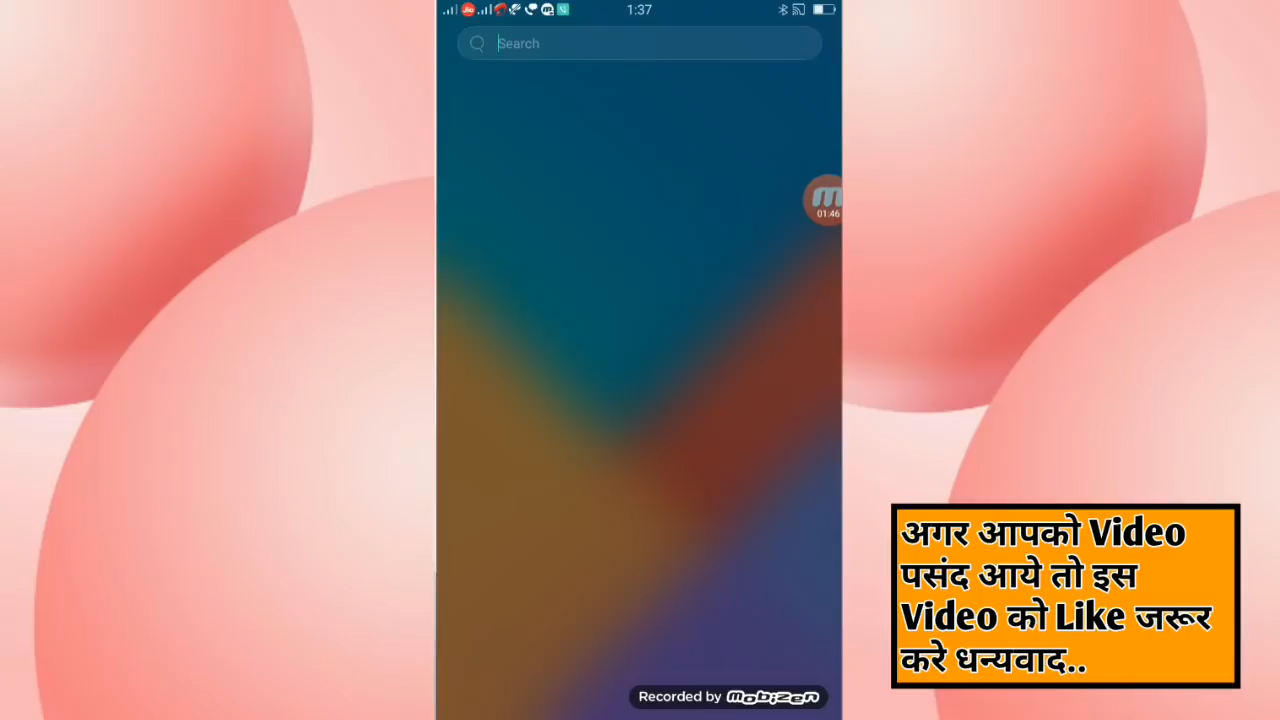 Jio 1:37
Search
01:46
अगर आपको Video
पसंद आये तो इस
Video को Like जरूर
करे धन्यवाद..
Recorded by mobizen